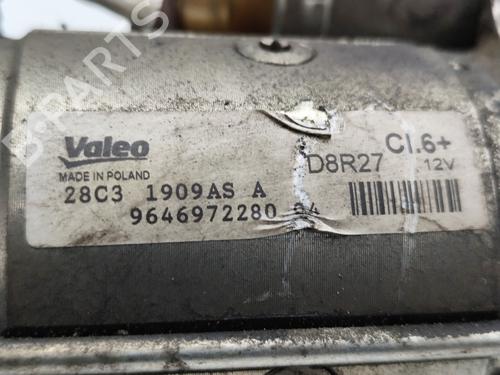 Valeo
MADE IN POLAND
28C3 1909AS A
9646972280
D8R27
CI.6+
12V
B-PARTS